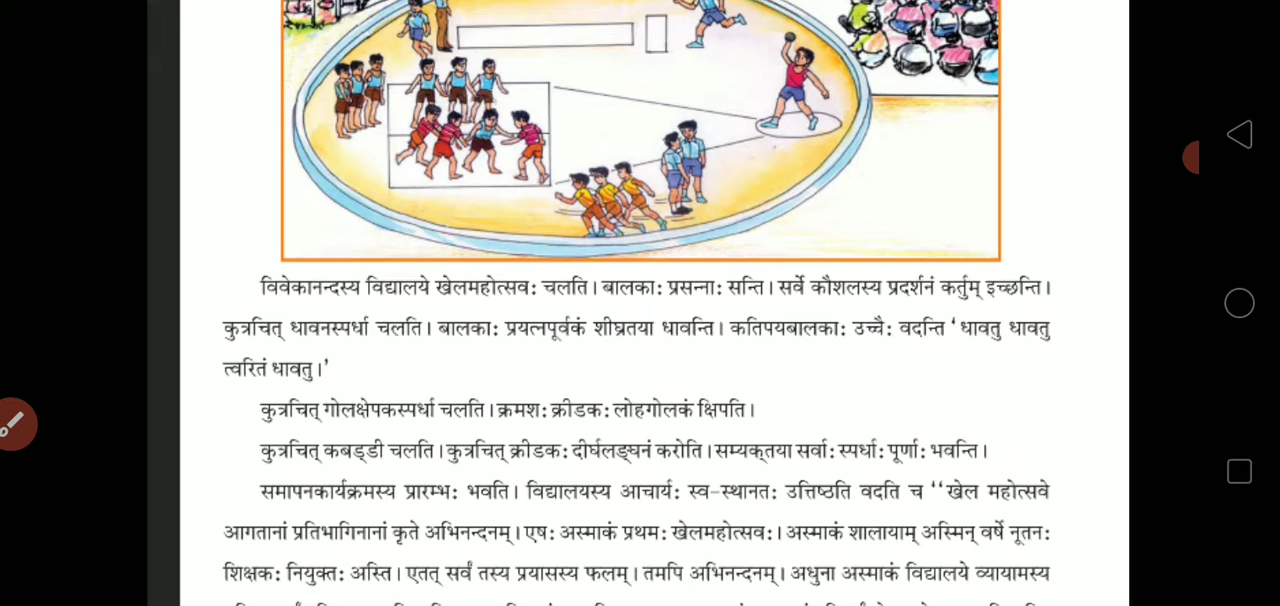 विवेकानन्दस्य विद्यालये खेलमहोत्सवः चलति। बालकाः प्रसन्नाः सन्ति। सर्वे कौशलस्य प्रदर्शनं कर्तुम् इच्छन्ति।
कुत्रचित् धावनस्पर्धा चलति। बालकाः प्रयत्नपूर्वकं शीघ्रतया धावन्ति। कतिपयबालकाः उच्चैः वदन्ति ‘धावतु धावतु
त्वरितं धावतु।’
कुत्रचित् गोलक्षेपकस्पर्धा चलति। क्रमशः क्रीडकः लोहगोलकं क्षिपति।
कुत्रचित् कबड्डी चलति। कुत्रचित् क्रीडकः दीर्घलङ्घनं करोति। सम्यक्तया सर्वाः स्पर्धाः पूर्णाः भवन्ति।
समापनकार्यक्रमस्य प्रारम्भः भवति। विद्यालयस्य आचार्यः स्व-स्थानतः उत्तिष्ठति वदति च ‘‘खेल महोत्सवे
आगतानां प्रतिभागिनानां कृते अभिनन्दनम्। एषः अस्माकं प्रथमः खेलमहोत्सवः। अस्माकं शालायाम् अस्मिन् वर्षे नूतनः
शिक्षकः नियुक्तः अस्ति। एतत् सर्वं तस्य प्रयासस्य फलम्। तमपि अभिनन्दनम्। अधुना अस्माकं विद्यालये व्यायामस्य